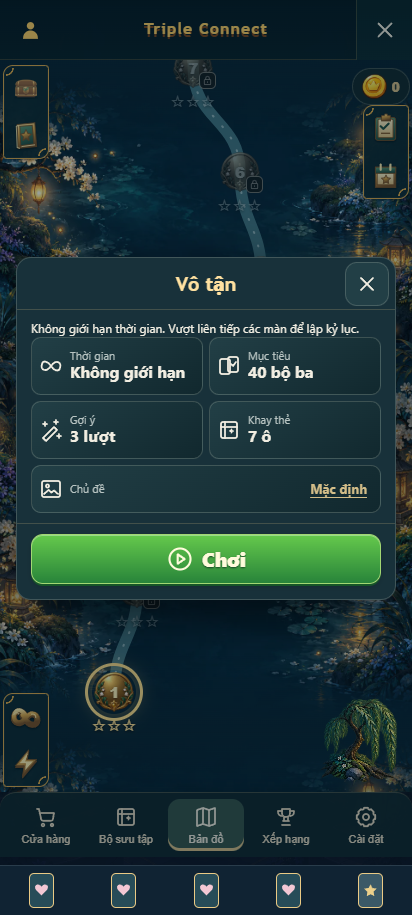 Triple Connect
7
0
6
Vô tận
Không giới hạn thời gian. Vượt liên tiếp các màn để lập kỷ lục.
Thời gian
Không giới hạn
Mục tiêu
40 bộ ba
Gợi ý
3 lượt
Khay thẻ
7 ô
Chủ đề
Mặc định
Chơi
1
Cửa hàng
Bộ sưu tập
Bản đồ
Xếp hạng
Cài đặt